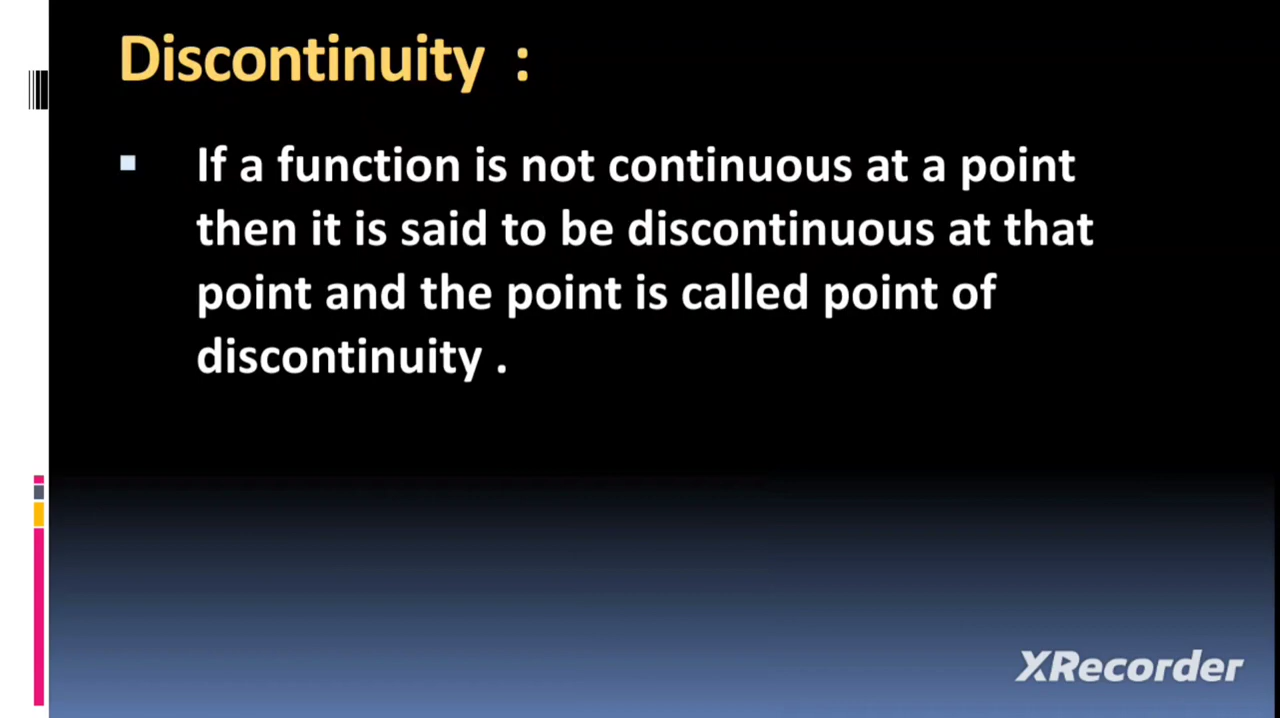 Discontinuity :
If a function is not continuous at a point
then it is said to be discontinuous at that
point and the point is called point of
discontinuity .
XRecorder